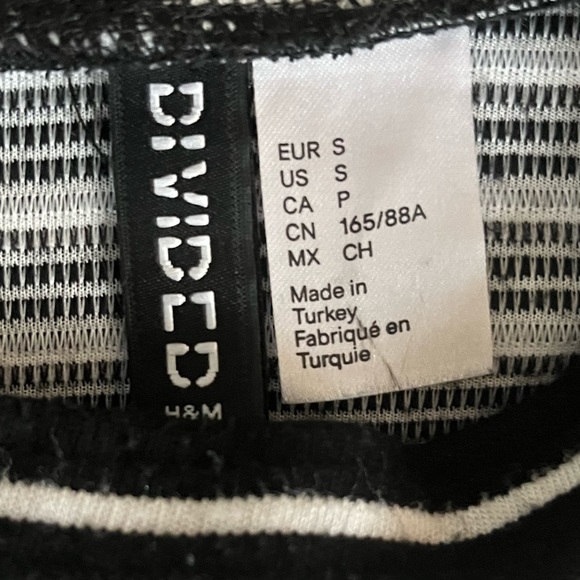 DIVIDED
H&M
EUR S
US S
CA P
CN 165/88A
MX CH
Made in
Turkey
Fabriqué en
Turquie